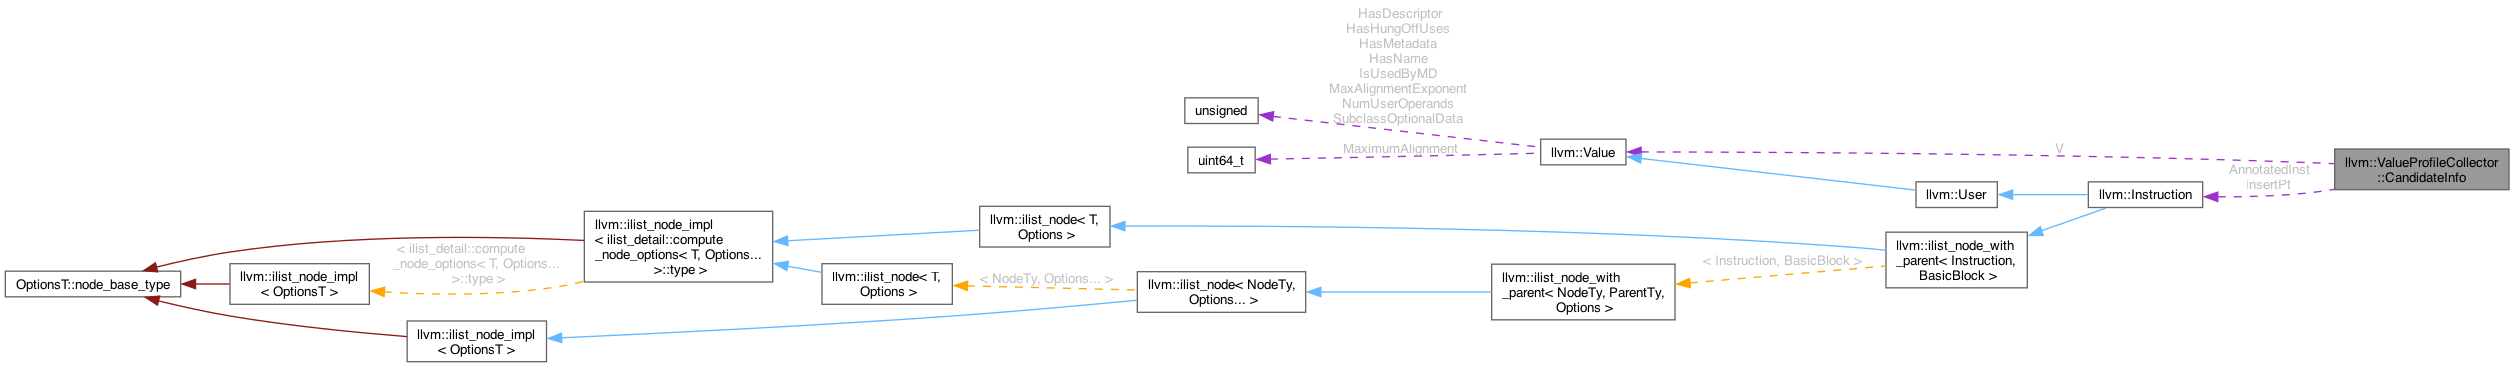 HasDescriptor
HasHungOffUses
HasMetadata
HasName
IsUsedByMD
MaxAlignmentExponent
NumUserOperands
SubclassOptionalData
unsigned
MaximumAlignment
uint64_t
llvm::Value
V
llvm::ValueProfileCollector
::CandidateInfo
AnnotatedInst
InsertPt
llvm::User
llvm::Instruction
llvm::ilist_node_impl
< ilist_detail::compute
_node_options< T, Options...
>::type >
llvm::ilist_node< T,
Options >
llvm::ilist_node_with
_parent< Instruction,
BasicBlock >
< ilist_detail::compute
_node_options< T, Options...
>::type >
OptionsT::node_base_type
llvm::ilist_node_impl
< OptionsT >
llvm::ilist_node< T,
Options >
< NodeTy, Options... >
llvm::ilist_node< NodeTy,
Options... >
llvm::ilist_node_with
_parent< NodeTy, ParentTy,
Options >
< Instruction, BasicBlock >
llvm::ilist_node_impl
< OptionsT >